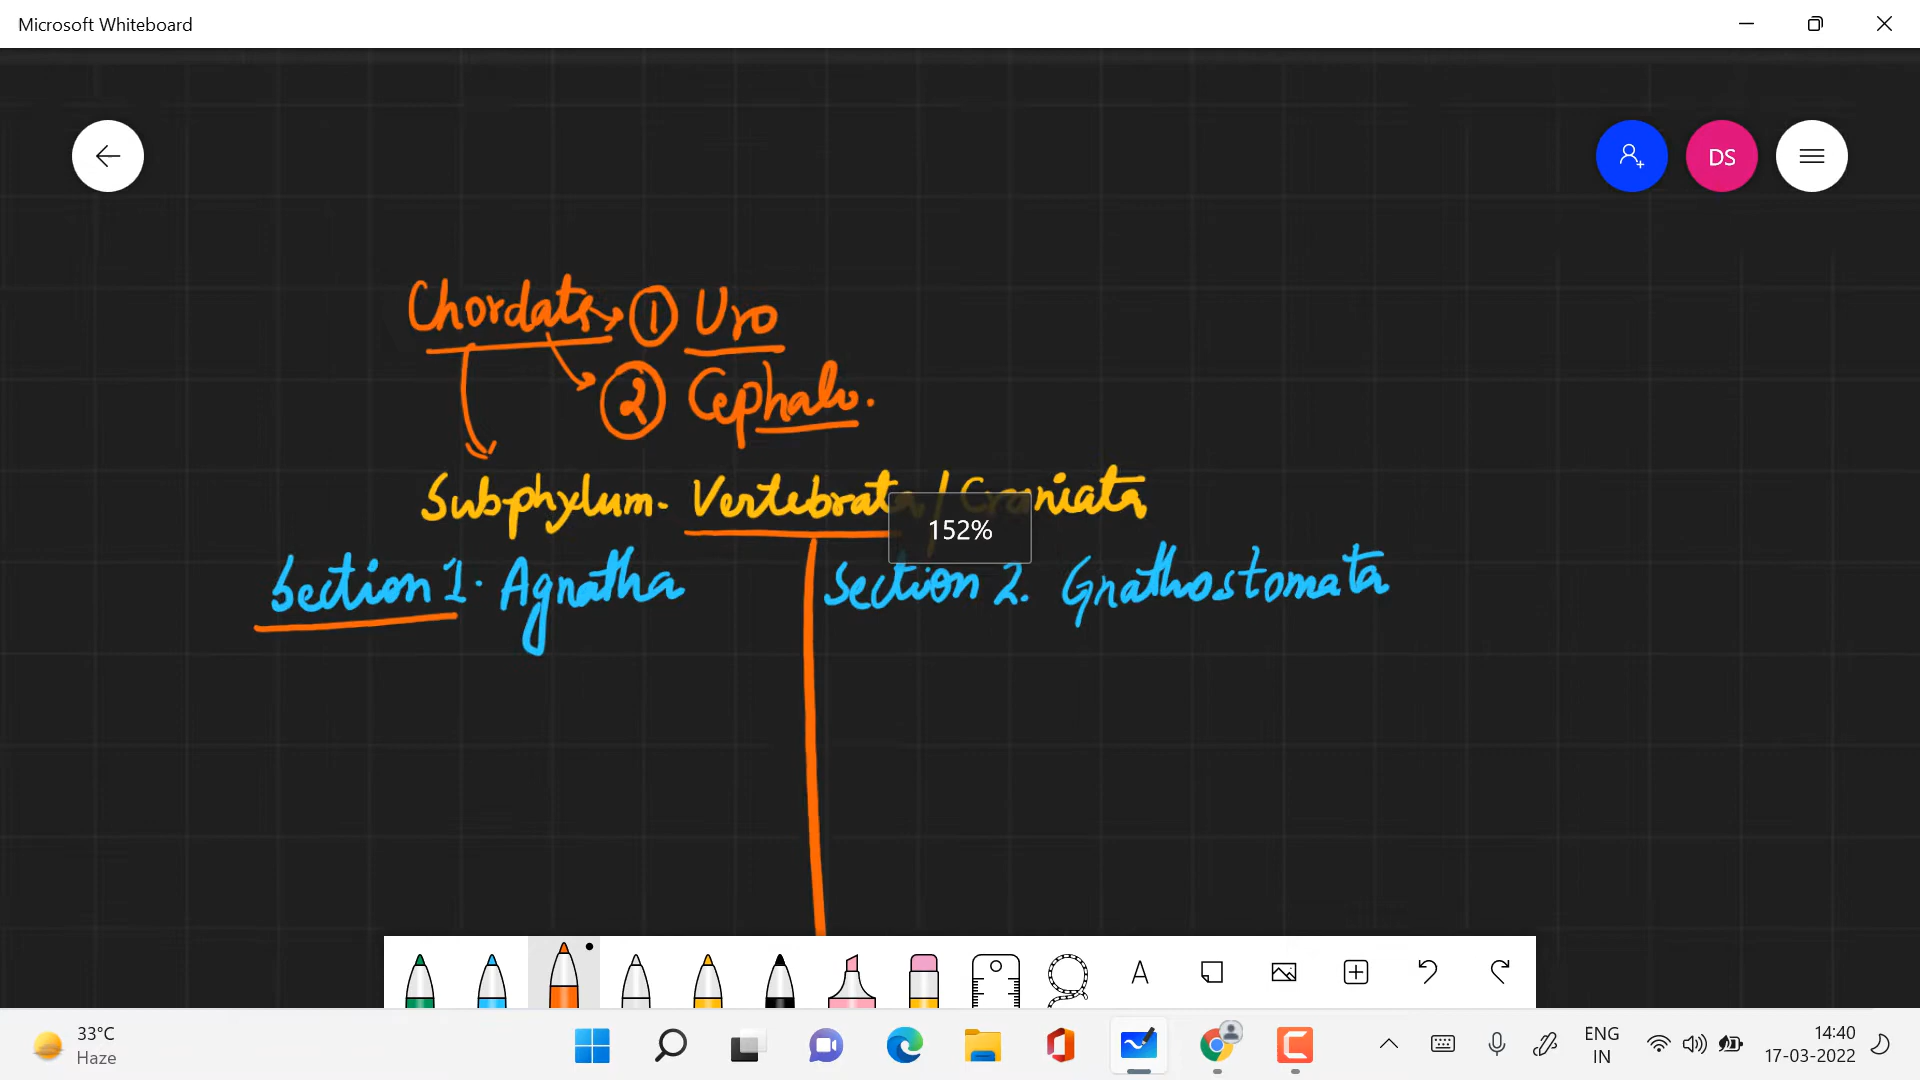 Microsoft Whiteboard
DS
Chordata → ① Uro
② Cephalo.
Subphylum - Vertebrata / Craniata
152%
Section 1. Agnatha
Section 2. Gnathostomata
A
33°C
Haze
ENG
IN
14:40
17-03-2022